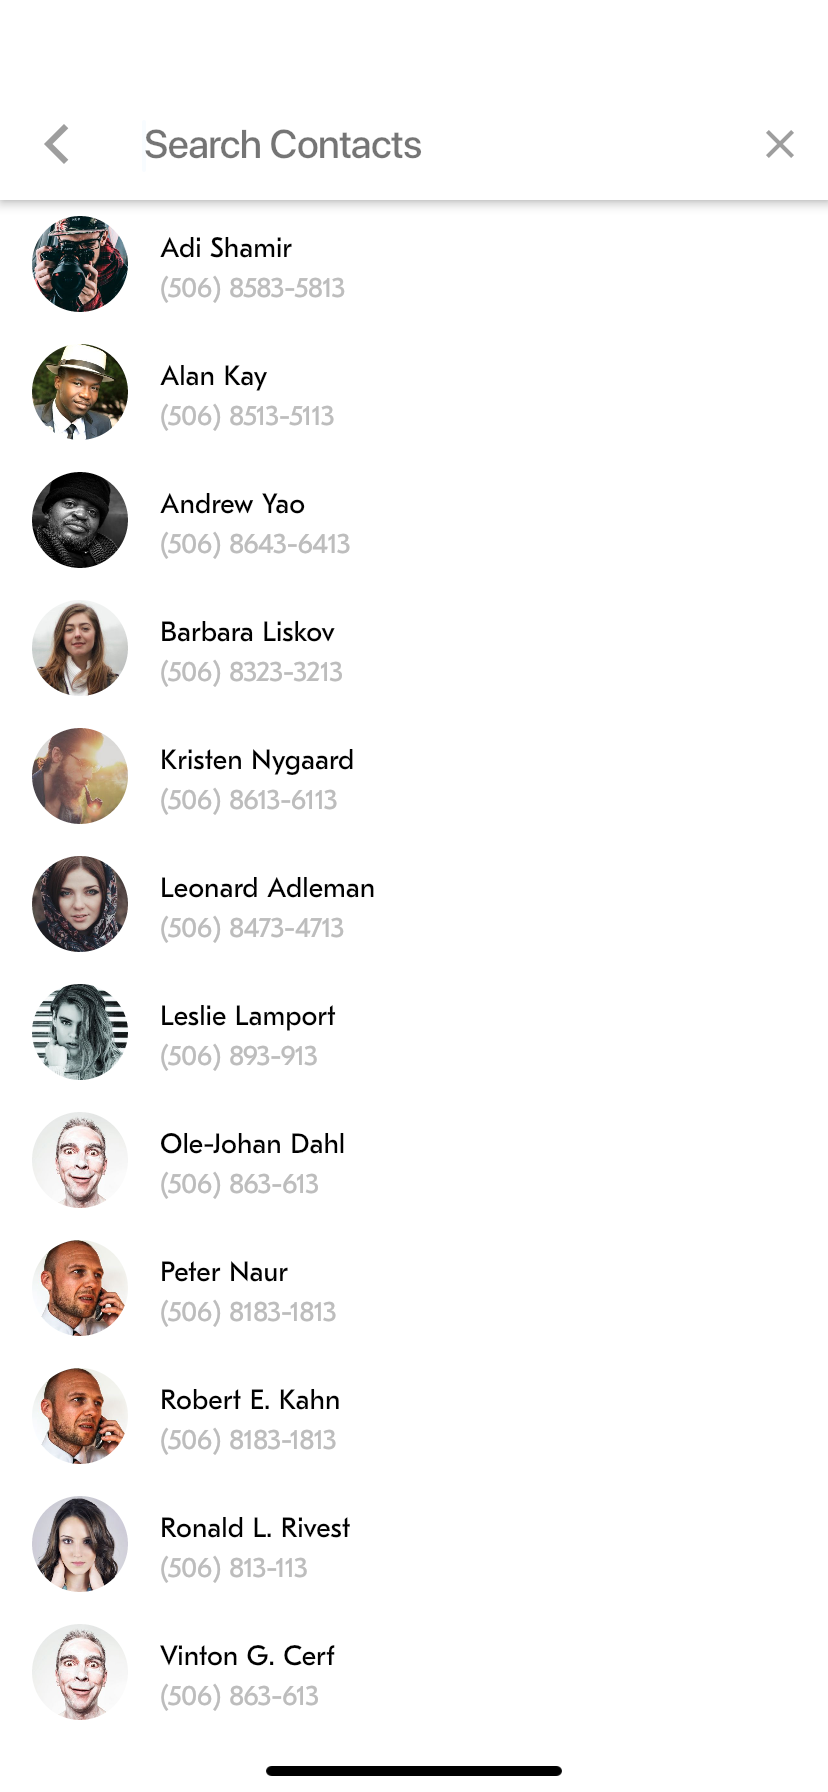 Search Contacts
Adi Shamir
(506) 8583-5813
Alan Kay
(506) 8513-5113
Andrew Yao
(506) 8643-6413
Barbara Liskov
(506) 8323-3213
Kristen Nygaard
(506) 8613-6113
Leonard Adleman
(506) 8473-4713
Leslie Lamport
(506) 893-913
Ole-Johan Dahl
(506) 863-613
Peter Naur
(506) 8183-1813
Robert E. Kahn
(506) 8183-1813
Ronald L. Rivest
(506) 813-113
Vinton G. Cerf
(506) 863-613